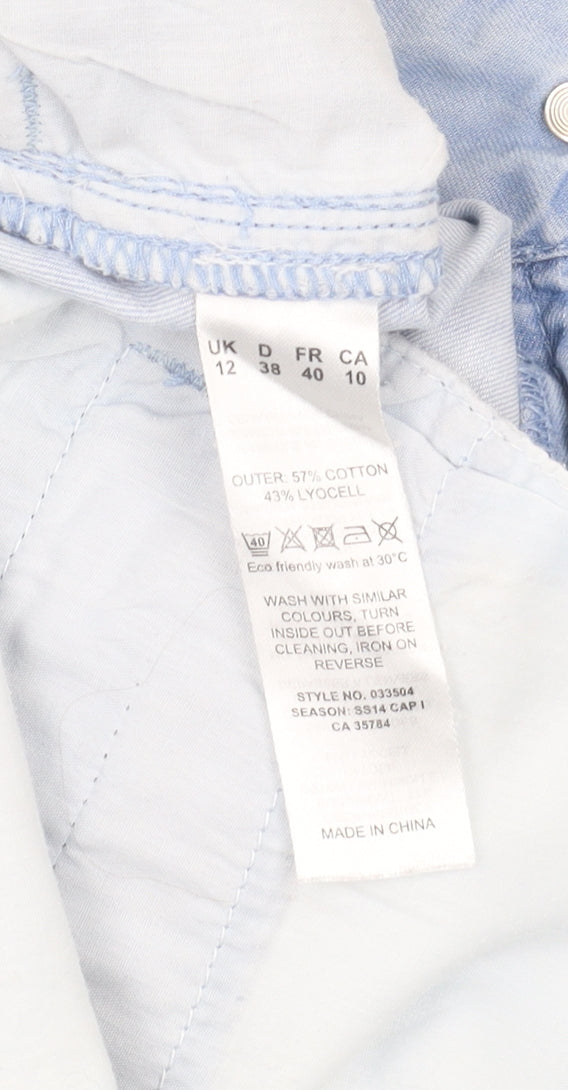 UK D FR CA
12 38 40 10
OUTER: 57% COTTON
43% LYOCELL
40
Eco friendly wash at 30°C
WASH WITH SIMILAR
COLOURS, TURN
INSIDE OUT BEFORE
CLEANING, IRON ON
REVERSE
STYLE NO. 033504
SEASON: SS14 CAP I
CA 35784
MADE IN CHINA